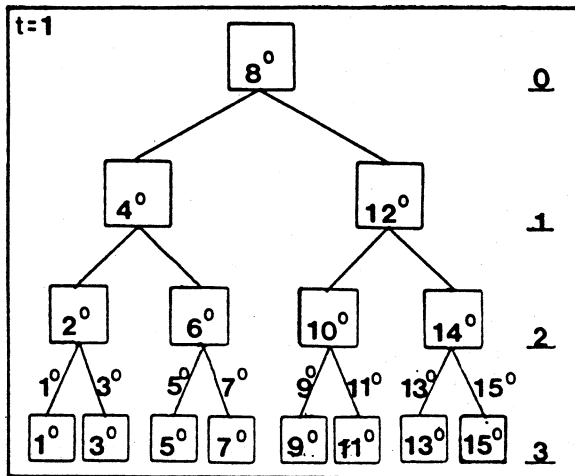 t=1
8⁰ 0
4⁰ 12⁰ 1
2⁰ 6⁰ 10⁰ 14⁰ 2
1⁰ 3⁰ 5⁰ 7⁰ 9⁰ 11⁰ 13⁰ 15⁰
1⁰ 3⁰ 5⁰ 7⁰ 9⁰ 11⁰ 13⁰ 15⁰ 3